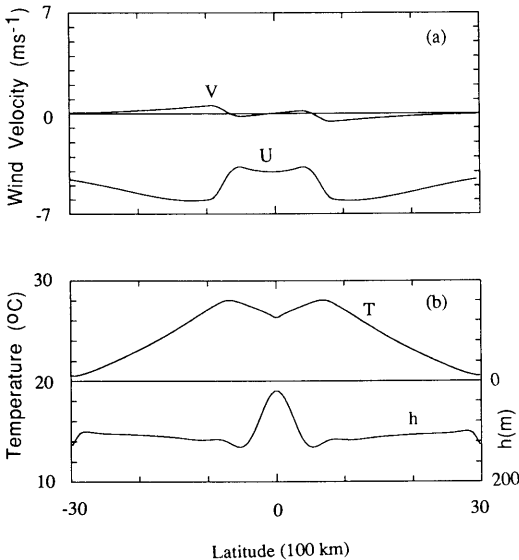 7
(a)
Wind Velocity (ms⁻¹)
V
0
U
-7
30
(b)
T
Temperature (°C)
20
0
h
h(m)
10
200
-30
0
30
Latitude (100 km)